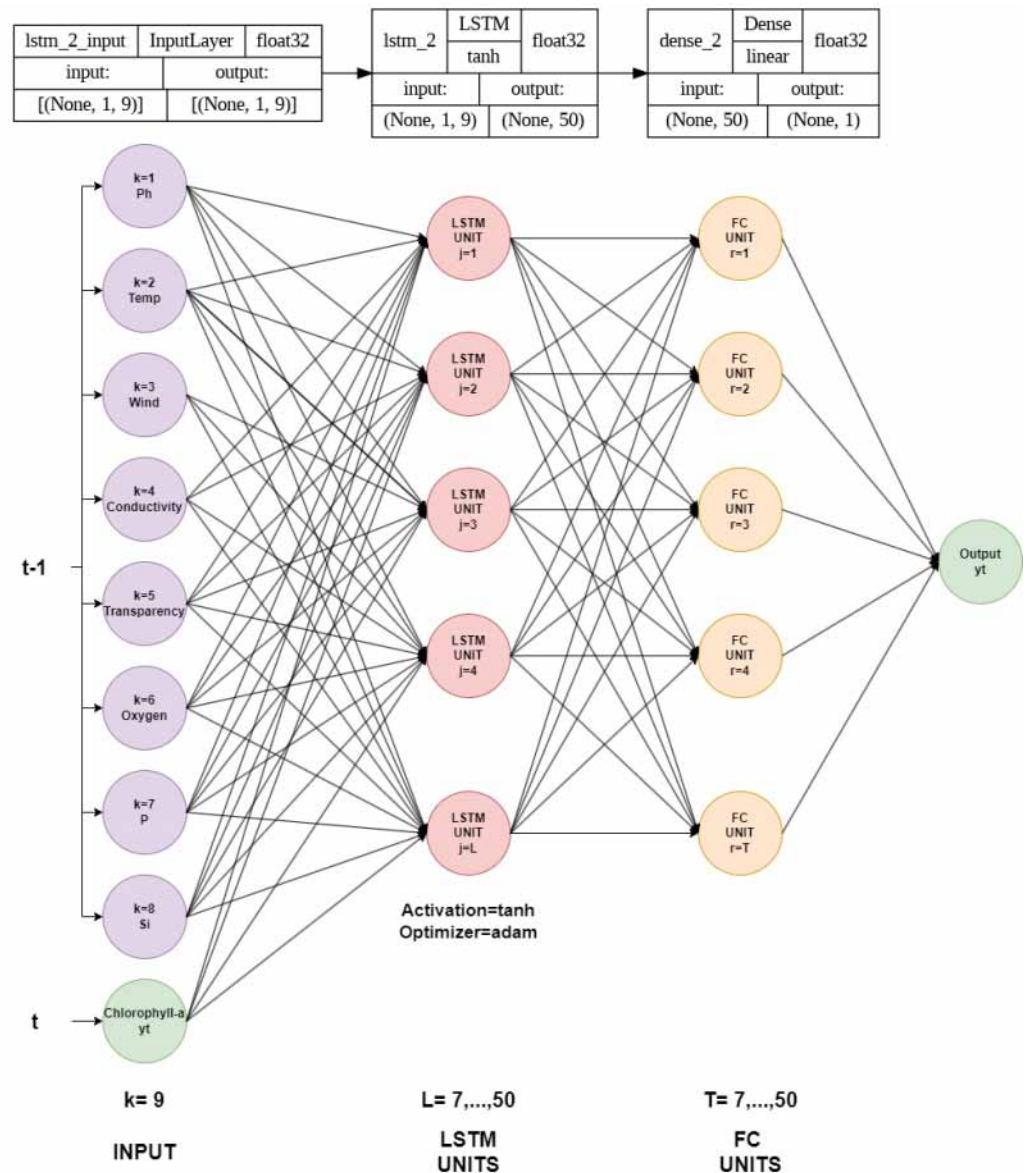 lstm_2_input InputLayer float32
input: output:
[(None, 1, 9)] [(None, 1, 9)]
lstm_2 LSTM float32
tanh
input: output:
(None, 1, 9) (None, 50)
dense_2 Dense float32
linear
input: output:
(None, 50) (None, 1)
t-1
k=1
Ph
k=2
Temp
k=3
Wind
k=4
Conductivity
k=5
Transparency
k=6
Oxygen
k=7
P
k=8
Si
t
Chlorophyll-a
yt
LSTM
UNIT
j=1
LSTM
UNIT
j=2
LSTM
UNIT
j=3
LSTM
UNIT
j=4
LSTM
UNIT
j=L
Activation=tanh
Optimizer=adam
FC
UNIT
r=1
FC
UNIT
r=2
FC
UNIT
r=3
FC
UNIT
r=4
FC
UNIT
r=T
Output
yt
k= 9
INPUT
L= 7,...,50
LSTM
UNITS
T= 7,...,50
FC
UNITS